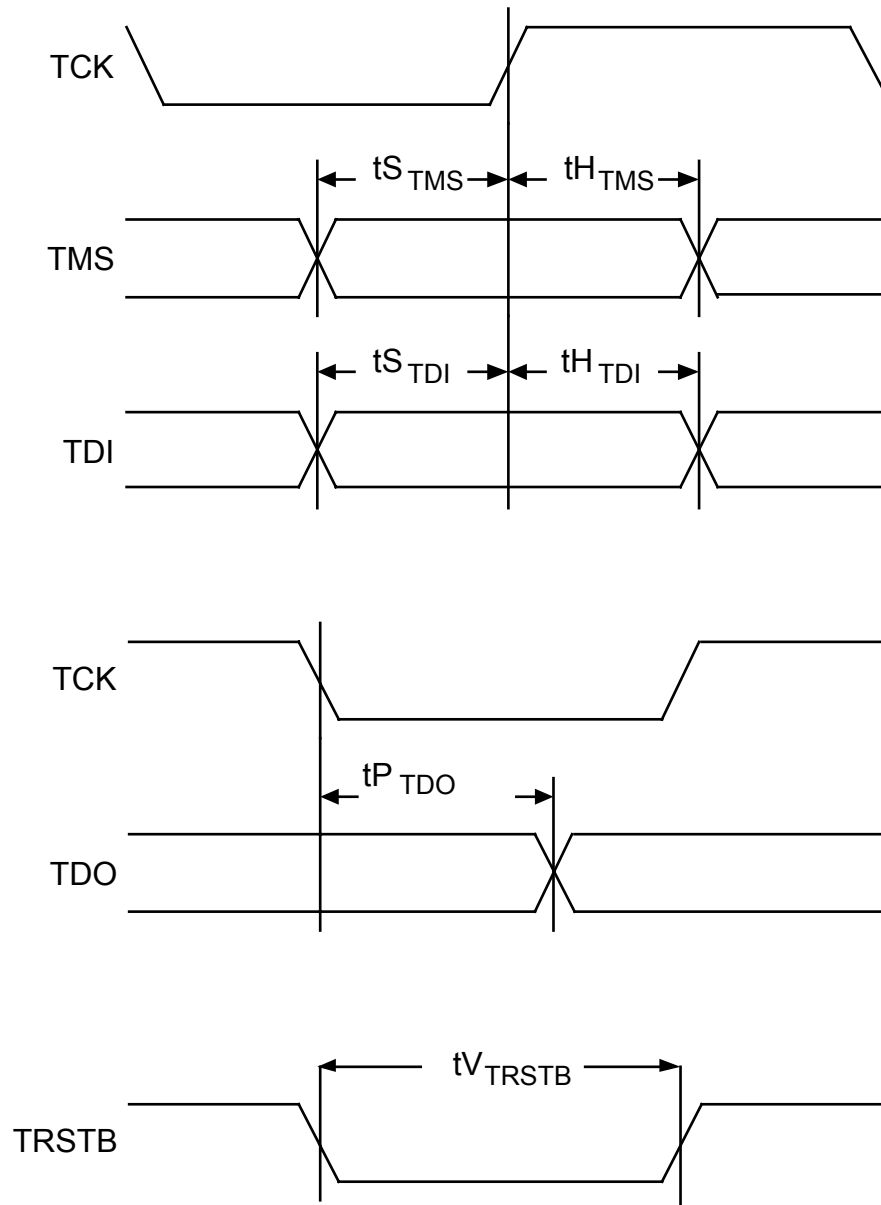 TCK
tS TMS tH TMS
TMS
tS TDI tH TDI
TDI
TCK
tP TDO
TDO
tV TRSTB
TRSTB